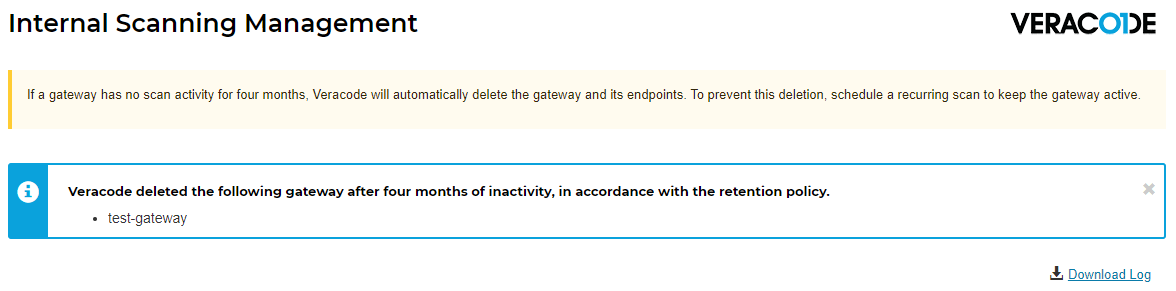 Internal Scanning Management
VERACODE
If a gateway has no scan activity for four months, Veracode will automatically delete the gateway and its endpoints. To prevent this deletion, schedule a recurring scan to keep the gateway active.
Veracode deleted the following gateway after four months of inactivity, in accordance with the retention policy.
• test-gateway
Download Log